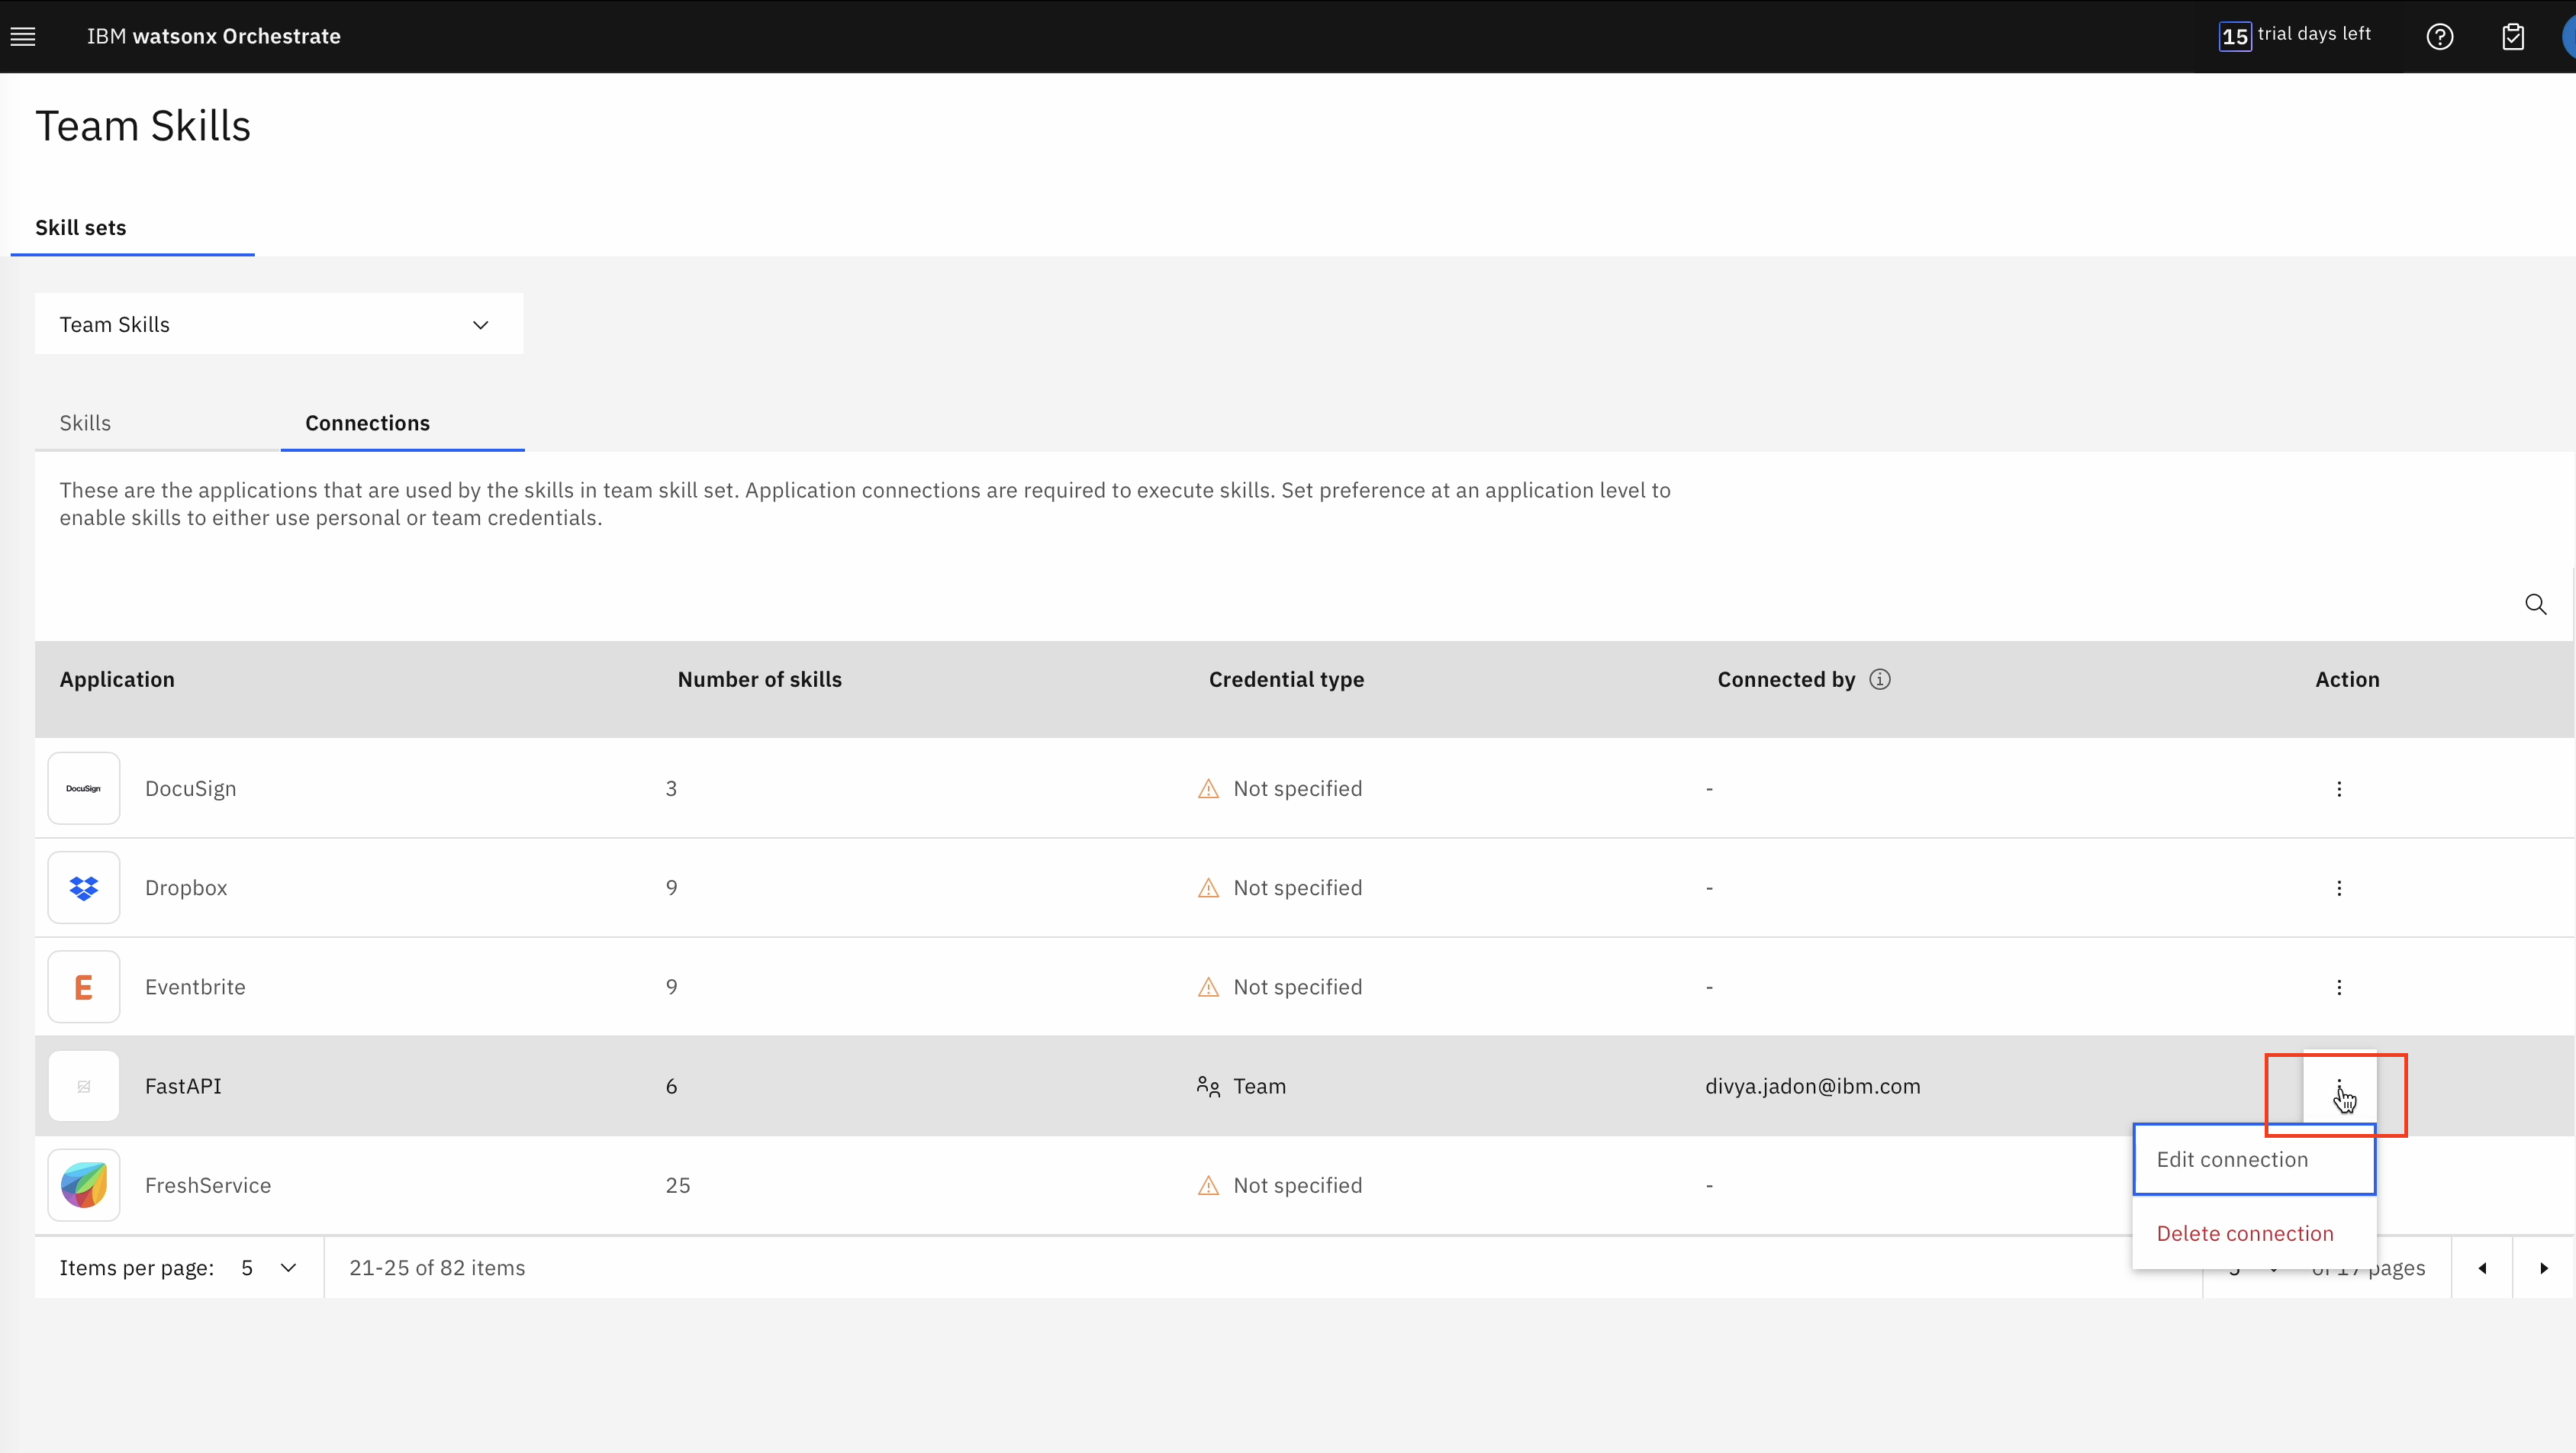 IBM watsonx Orchestrate
15 trial days left
Team Skills
Skill sets
Team Skills
Skills
Connections
These are the applications that are used by the skills in team skill set. Application connections are required to execute skills. Set preference at an application level to
enable skills to either use personal or team credentials.
Application Number of skills Credential type Connected by Action
DocuSign DocuSign 3 Not specified -
Dropbox 9 Not specified -
E Eventbrite 9 Not specified -
FastAPI 6 Team divya.jadon@ibm.com
Edit connection
FreshService 25 Not specified -
Delete connection
Items per page: 5 21-25 of 82 items of 17 pages